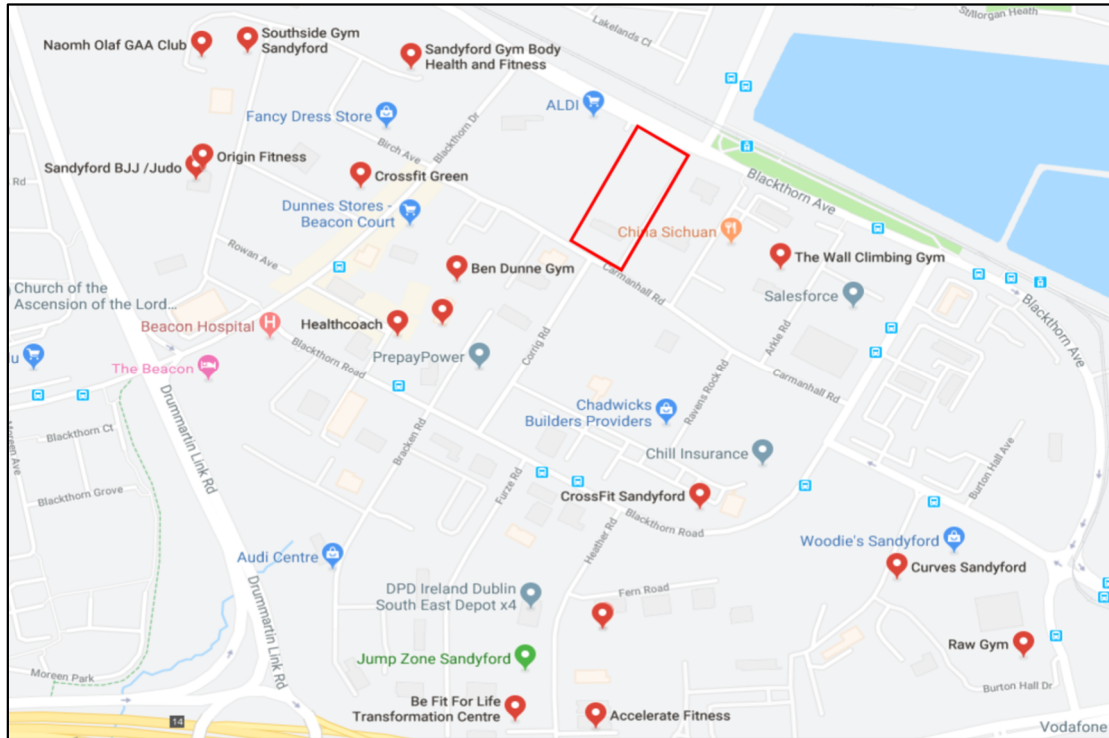 Lakelands Cl
St/Morgan Heath
Naomh Olaf GAA Club
Southside Gym
Sandyford
Sandyford Gym Body
Health and Fitness
ALDI
Fancy Dress Store
Blackthorn Dr
Birch Ave
Sandyford BJJ /Judo
Origin Fitness
Crossfit Green
Rd
Blackthorn Ave
Dunnes Stores -
Beacon Court
China Sichuan
The Wall Climbing Gym
Rowan Ave
Ben Dunne Gym
Carmanhall Rd
Salesforce
Church of the
Ascension of the Lord...
Beacon Hospital
Healthcoach
Blackthorn Ave
u
The Beacon
Blackthorn Road
PrepayPower
Corrig Rd
Arkle Rd
Ravens Rock Rd
Carmanhall Rd
Drummartin Link Rd
Chadwicks
Builders Providers
Moreen Ave
Blackthorn Ct
Bracken Rd
Chill Insurance
Burton Hall Ave
Blackthorn Grove
Furze Rd
CrossFit Sandyford
Blackthorn Road
Heather Rd
Woodie's Sandyford
Audi Centre
Curves Sandyford
DPD Ireland Dublin
South East Depot x4
Fern Road
Drummartin Link Rd
Jump Zone Sandyford
Raw Gym
Moreen Park
Burton Hall Dr
Be Fit For Life
Transformation Centre
Accelerate Fitness
14
Vodafone